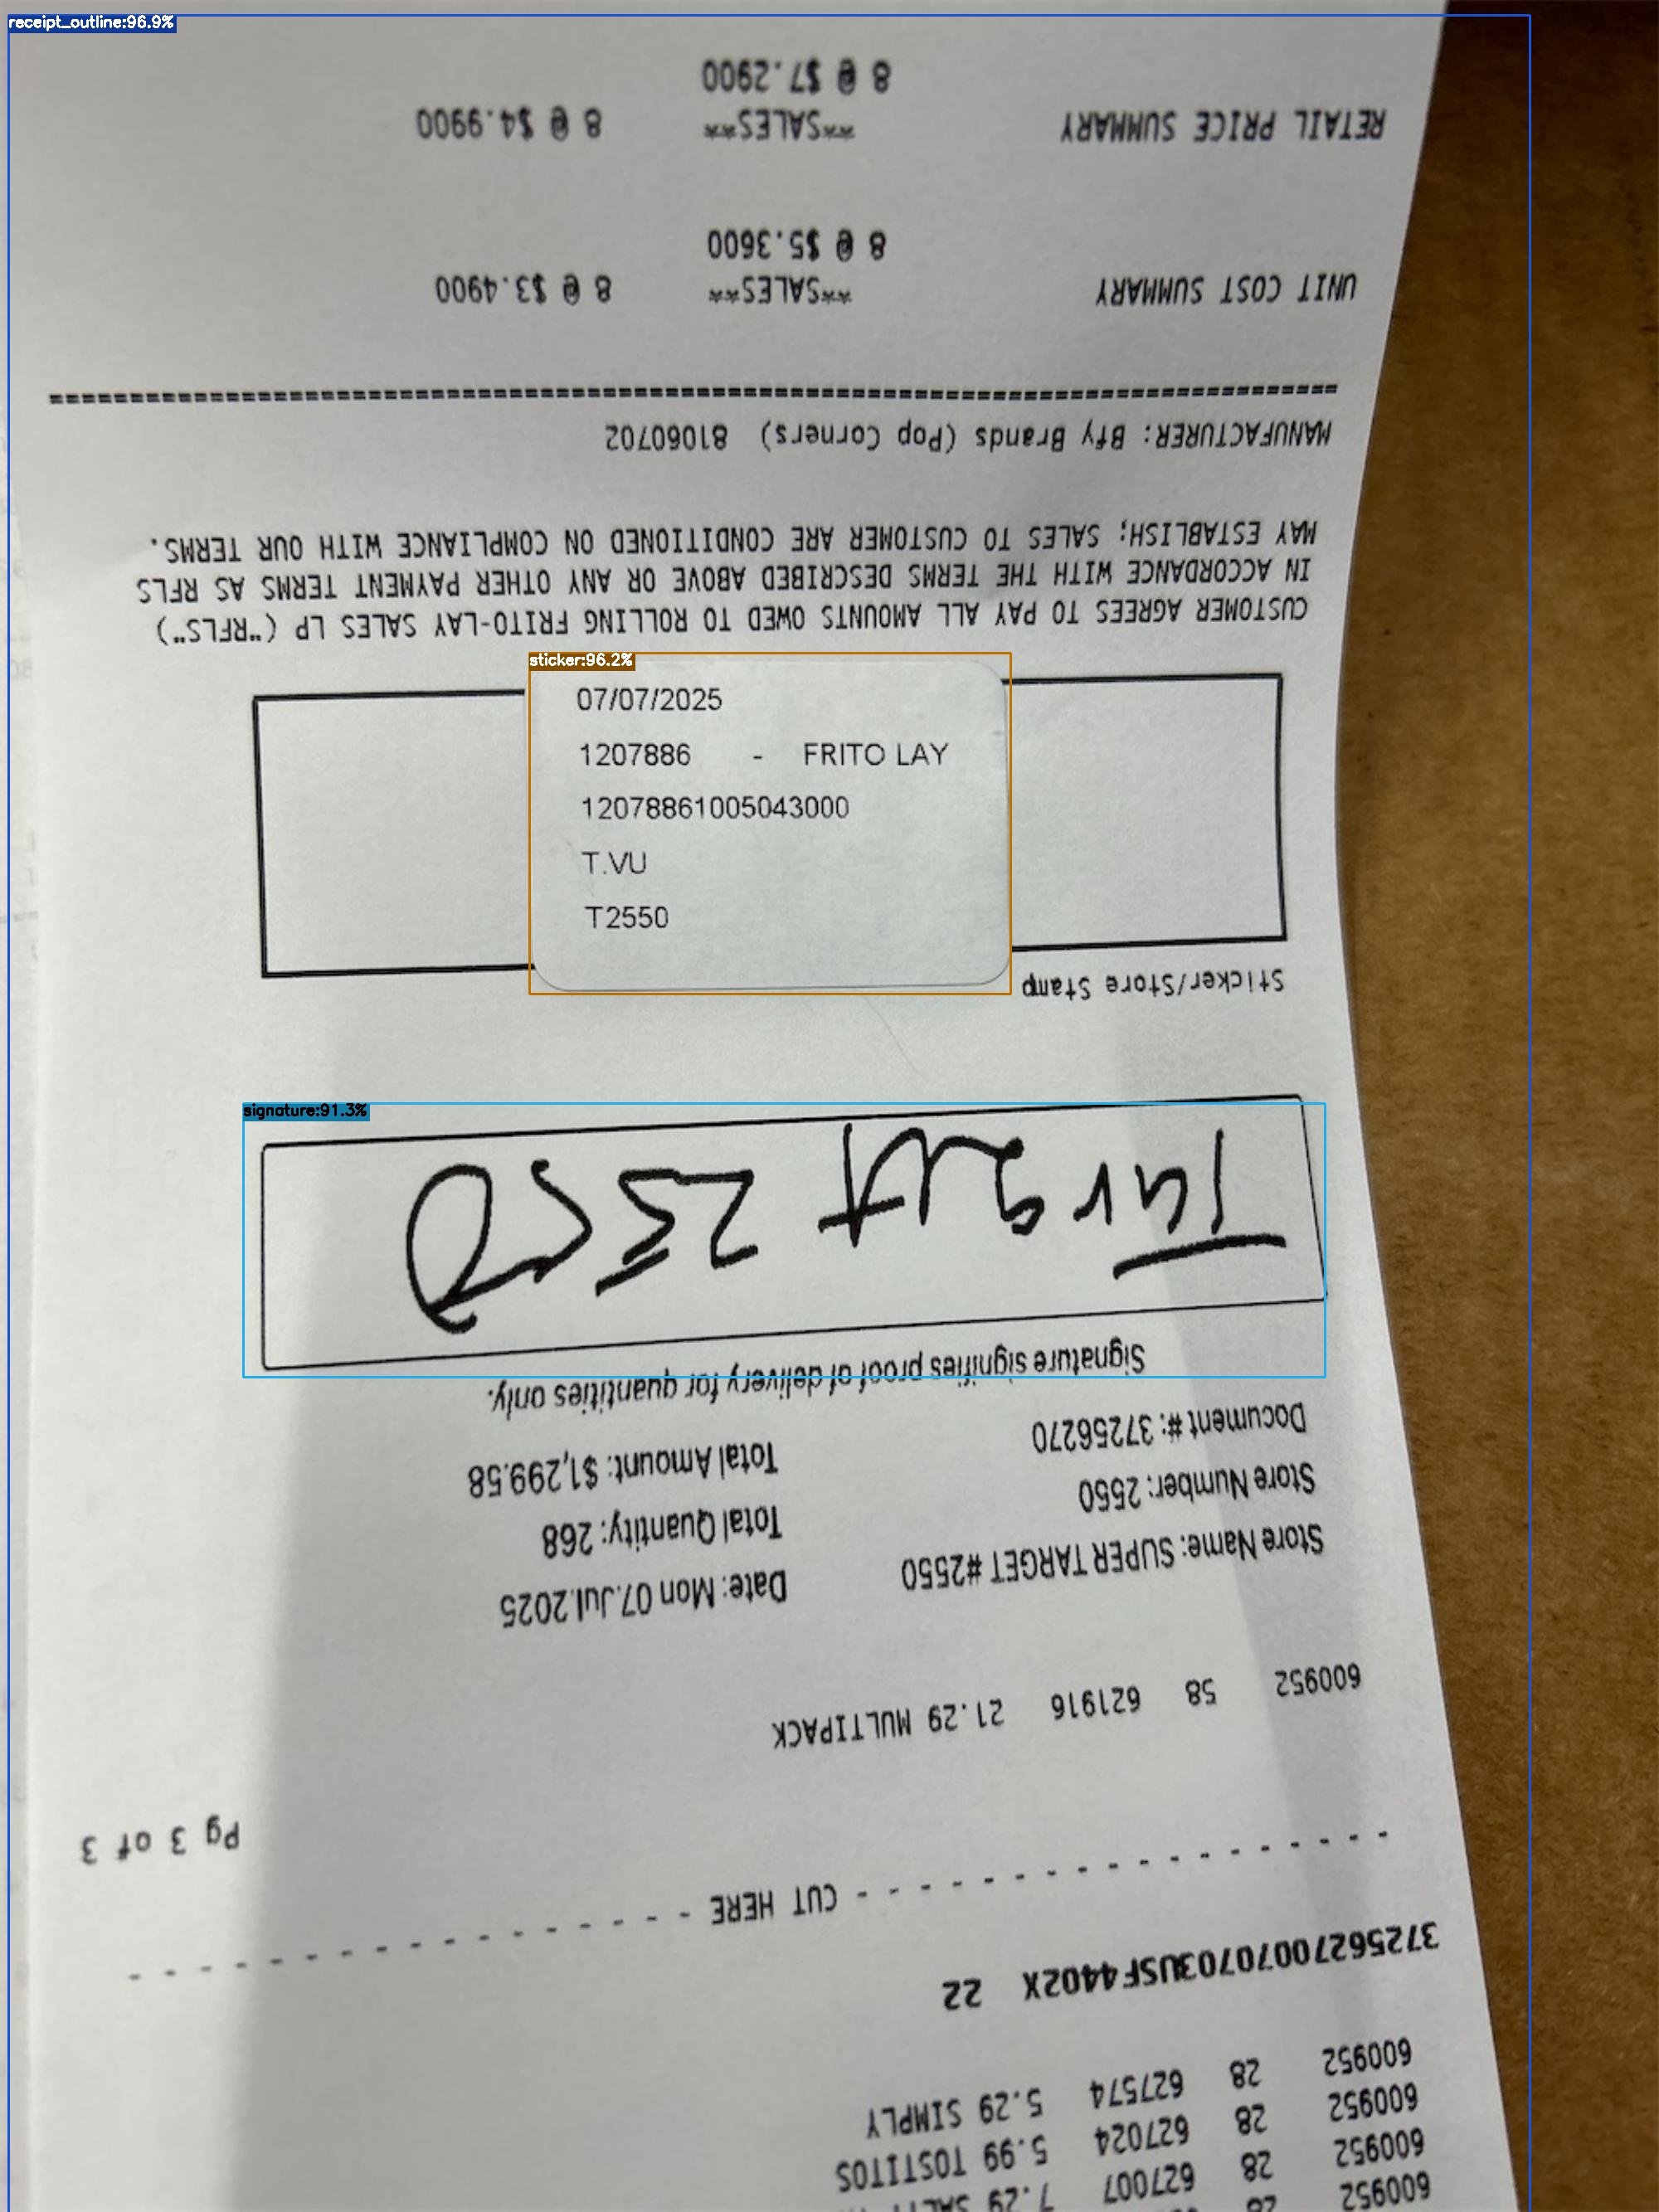 receipt_outline:96.9%
600952 28
600952 28 627007 7.29
600952 28 627024 5.99 TOSTITOS
600952 28 627574 5.29 SIMPLY
37256270070703USF4402X 22
- - - - - - - - - - - CUT HERE - - - - - - - - - - - -
Pg 3 of 3
600952 58 621916 21.29 MULTIPACK
Store Name: SUPER TARGET #2550 Date: Mon 07.Jul.2025
Store Number: 2550 Total Quantity: 268
Document #: 37256270 Total Amount: $1,299.58
Signature signifies proof of delivery for quantities only.
Target 2550
signature:91.3%
Sticker/Store Stamp
sticker:96.2%
07/07/2025
1207886 - FRITO LAY
12078861005043000
T.VU
T2550
CUSTOMER AGREES TO PAY ALL AMOUNTS OWED TO ROLLING FRITO-LAY SALES LP ("RFLS")
IN ACCORDANCE WITH THE TERMS DESCRIBED ABOVE OR ANY OTHER PAYMENT TERMS AS RFLS
MAY ESTABLISH; SALES TO CUSTOMER ARE CONDITIONED ON COMPLIANCE WITH OUR TERMS.
MANUFACTURER: Bfy Brands (Pop Corners) 81060702
UNIT COST SUMMARY **SALES** 8 @ $3.4900
8 @ $5.3600
RETAIL PRICE SUMMARY **SALES** 8 @ $4.9900
8 @ $7.2900